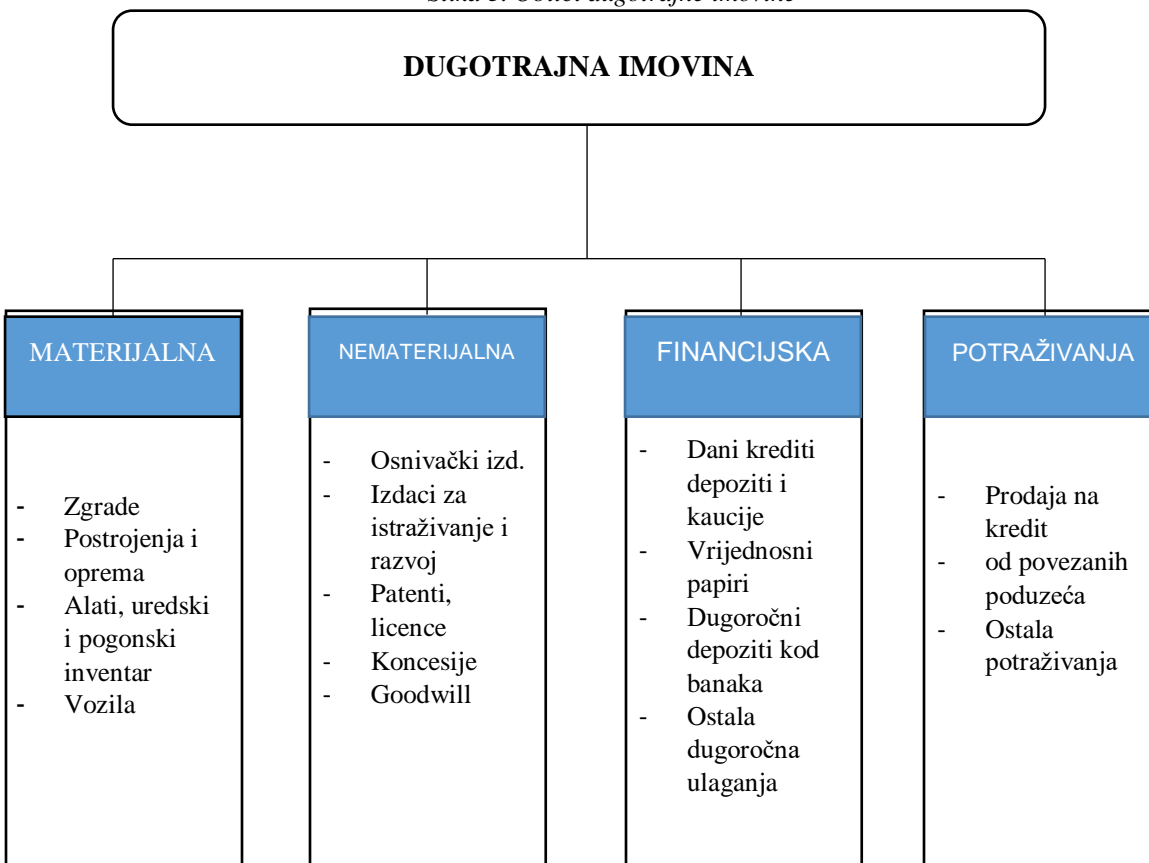 DUGOTRAJNA IMOVINA
MATERIJALNA
- Zgrade
- Postrojenja i
oprema
- Alati, uredski
i pogonski
inventar
- Vozila
NEMATERIJALNA
- Osnivački izd.
- Izdaci za
istraživanje i
razvoj
- Patenti,
licence
- Koncesije
- Goodwill
FINANCIJSKA
- Dani krediti
depoziti i
kaucije
- Vrijednosni
papiri
- Dugoročni
depoziti kod
banaka
- Ostala
dugoročna
ulaganja
POTRAŽIVANJA
- Prodaja na
kredit
- od povezanih
poduzeća
- Ostala
potraživanja